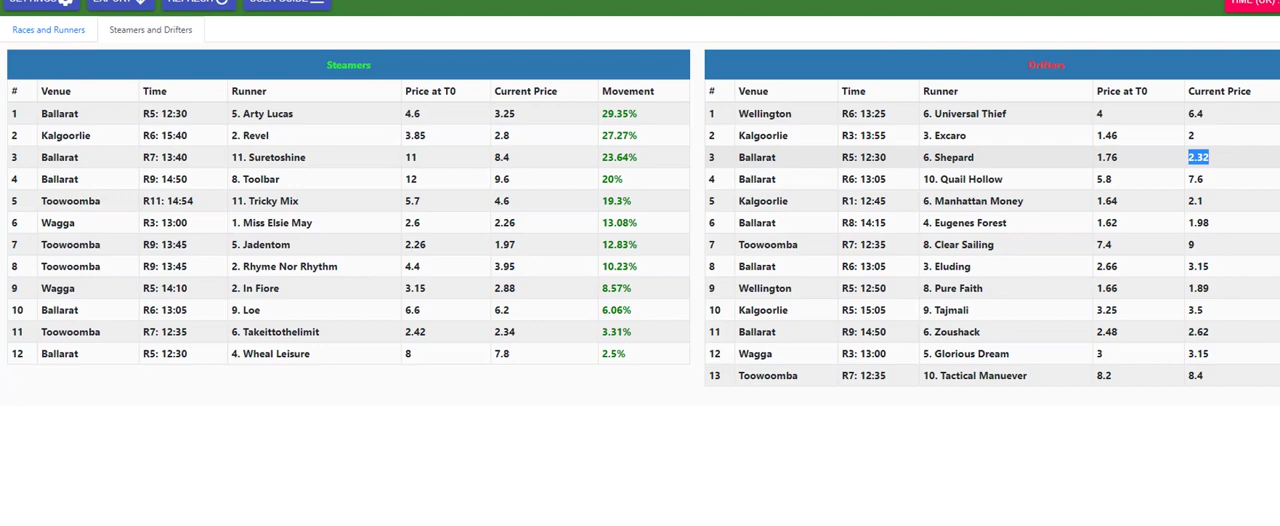 SETTINGS EXPORT REFRESH USER GUIDE TIME (UK) :
Races and Runners Steamers and Drifters
Steamers
# Venue Time Runner Price at T0 Current Price Movement
1 Ballarat R5: 12:30 5. Arty Lucas 4.6 3.25 29.35%
2 Kalgoorlie R6: 15:40 2. Revel 3.85 2.8 27.27%
3 Ballarat R7: 13:40 11. Suretoshine 11 8.4 23.64%
4 Ballarat R9: 14:50 8. Toolbar 12 9.6 20%
5 Toowoomba R11: 14:54 11. Tricky Mix 5.7 4.6 19.3%
6 Wagga R3: 13:00 1. Miss Elsie May 2.6 2.26 13.08%
7 Toowoomba R9: 13:45 5. Jadentom 2.26 1.97 12.83%
8 Toowoomba R9: 13:45 2. Rhyme Nor Rhythm 4.4 3.95 10.23%
9 Wagga R5: 14:10 2. In Fiore 3.15 2.88 8.57%
10 Ballarat R6: 13:05 9. Loe 6.6 6.2 6.06%
11 Toowoomba R7: 12:35 6. Takeittothelimit 2.42 2.34 3.31%
12 Ballarat R5: 12:30 4. Wheal Leisure 8 7.8 2.5%
Drifters
# Venue Time Runner Price at T0 Current Price
1 Wellington R6: 13:25 6. Universal Thief 4 6.4
2 Kalgoorlie R3: 13:55 3. Excaro 1.46 2
3 Ballarat R5: 12:30 6. Shepard 1.76 2.32
4 Ballarat R6: 13:05 10. Quail Hollow 5.8 7.6
5 Kalgoorlie R1: 12:45 6. Manhattan Money 1.64 2.1
6 Ballarat R8: 14:15 4. Eugenes Forest 1.62 1.98
7 Toowoomba R7: 12:35 8. Clear Sailing 7.4 9
8 Ballarat R6: 13:05 3. Eluding 2.66 3.15
9 Wellington R5: 12:50 8. Pure Faith 1.66 1.89
10 Kalgoorlie R5: 15:05 9. Tajmali 3.25 3.5
11 Ballarat R9: 14:50 6. Zoushack 2.48 2.62
12 Wagga R3: 13:00 5. Glorious Dream 3 3.15
13 Toowoomba R7: 12:35 10. Tactical Manuever 8.2 8.4